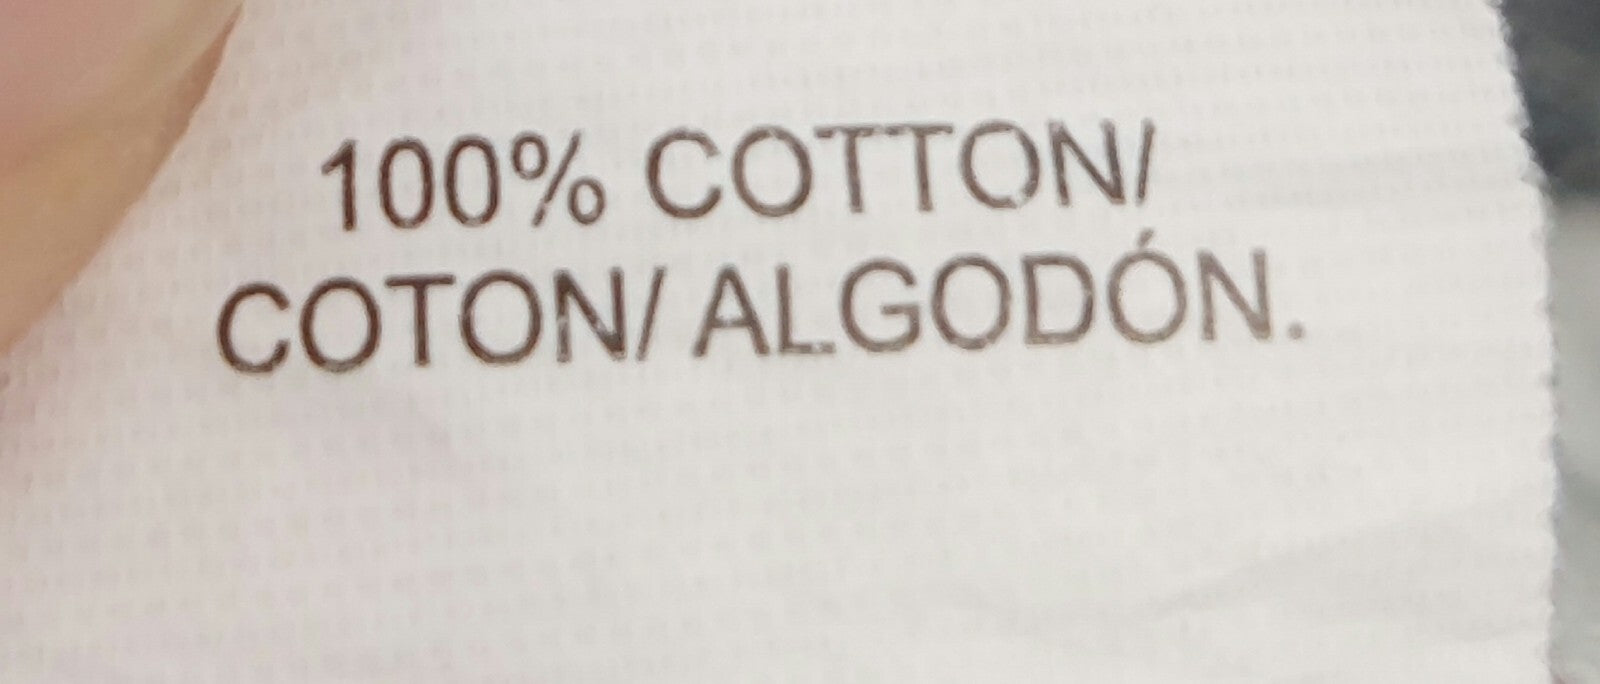 100% COTTON/
COTON/ ALGODÓN.